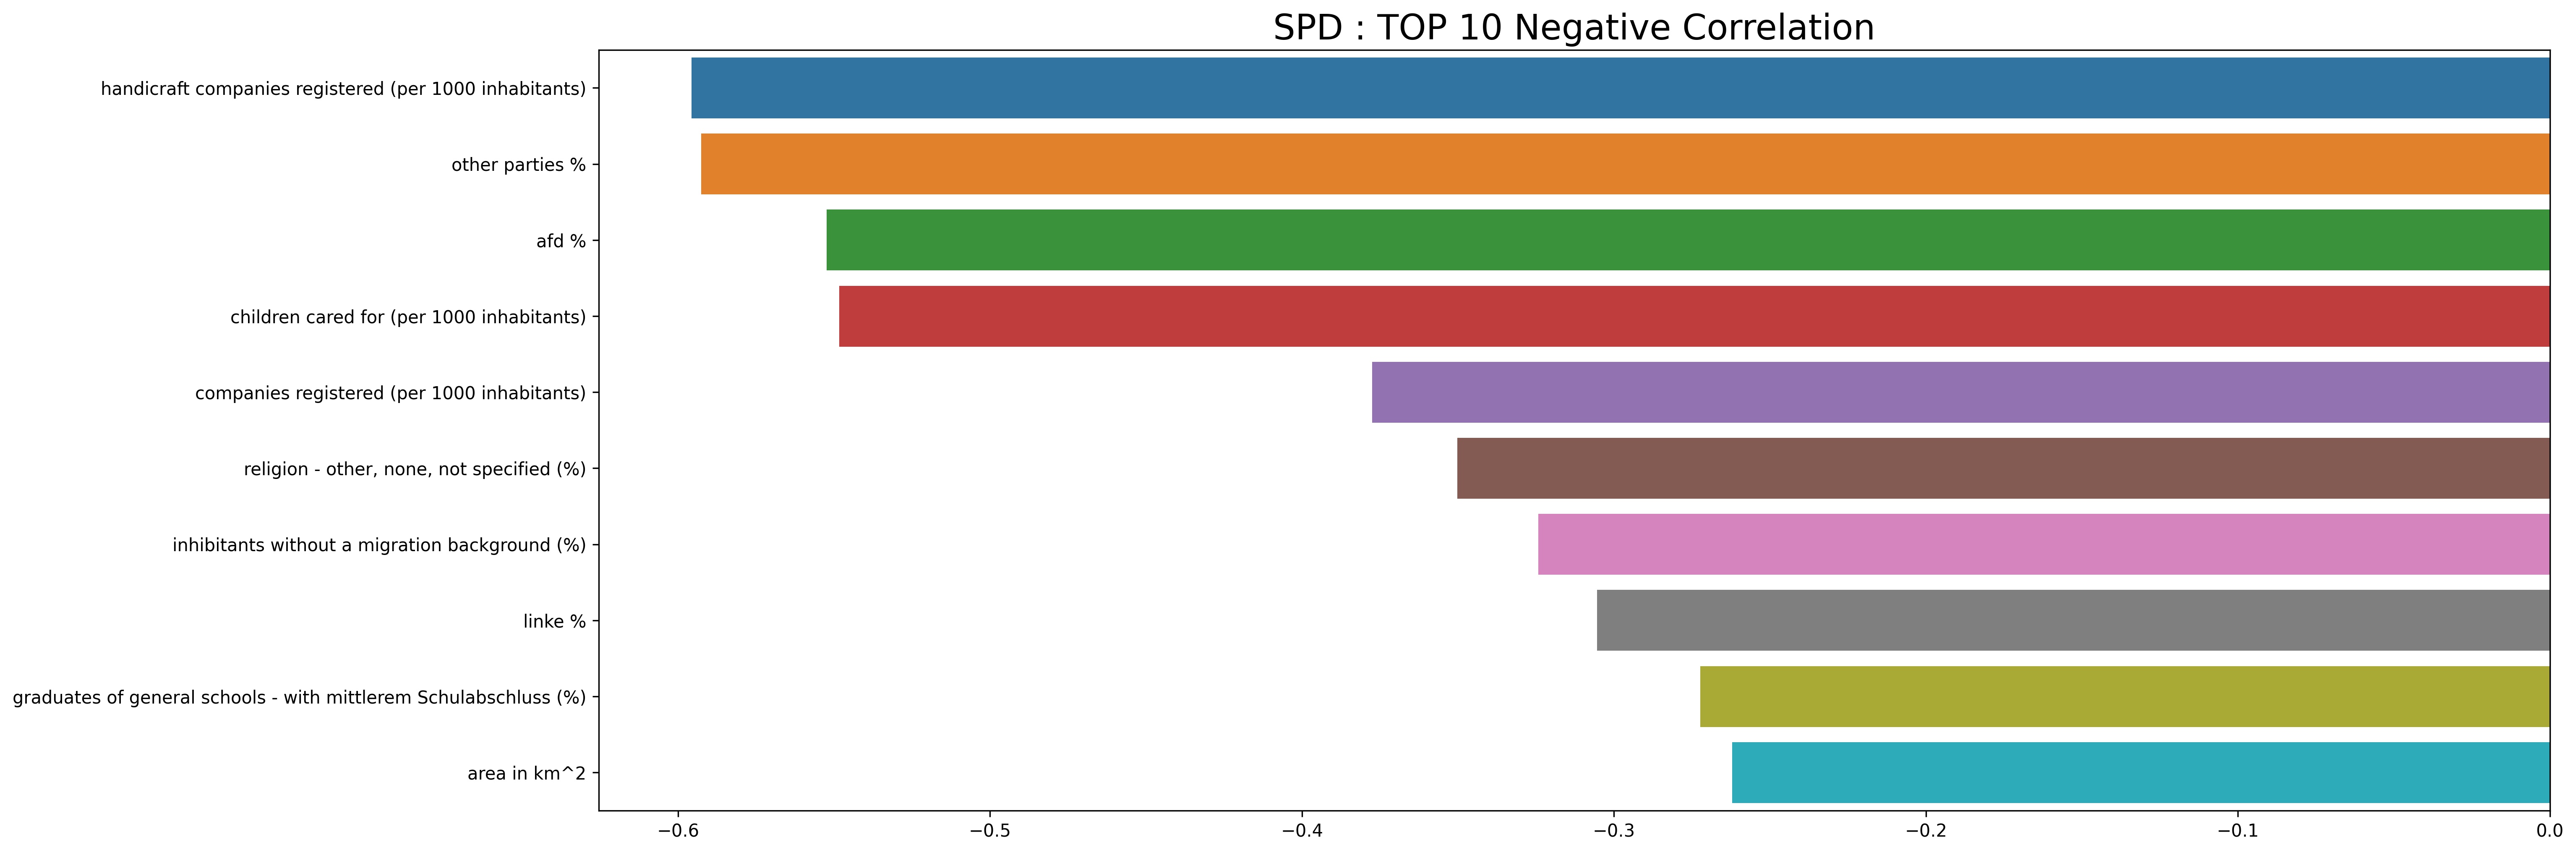 SPD : TOP 10 Negative Correlation
handicraft companies registered (per 1000 inhabitants)
other parties %
afd %
children cared for (per 1000 inhabitants)
companies registered (per 1000 inhabitants)
religion - other, none, not specified (%)
inhibitants without a migration background (%)
linke %
graduates of general schools - with mittlerem Schulabschluss (%)
area in km^2
−0.6 −0.5 −0.4 −0.3 −0.2 −0.1 0.0